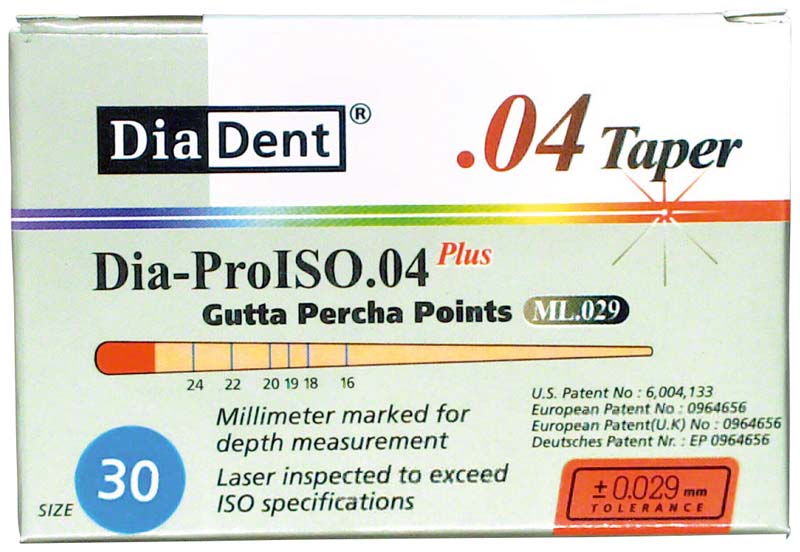 DiaDent®
.04 Taper
Dia-ProISO.04 Plus
Gutta Percha Points ML.029
24 22 20 19 18 16
Millimeter marked for
depth measurement
Laser inspected to exceed
ISO specifications
SIZE 30
U.S. Patent No : 6,004,133
European Patent No : 0964656
European Patent(U.K) No : 0964656
Deutsches Patent Nr. : EP 0964656
±0.029 mm
TOLERANCE